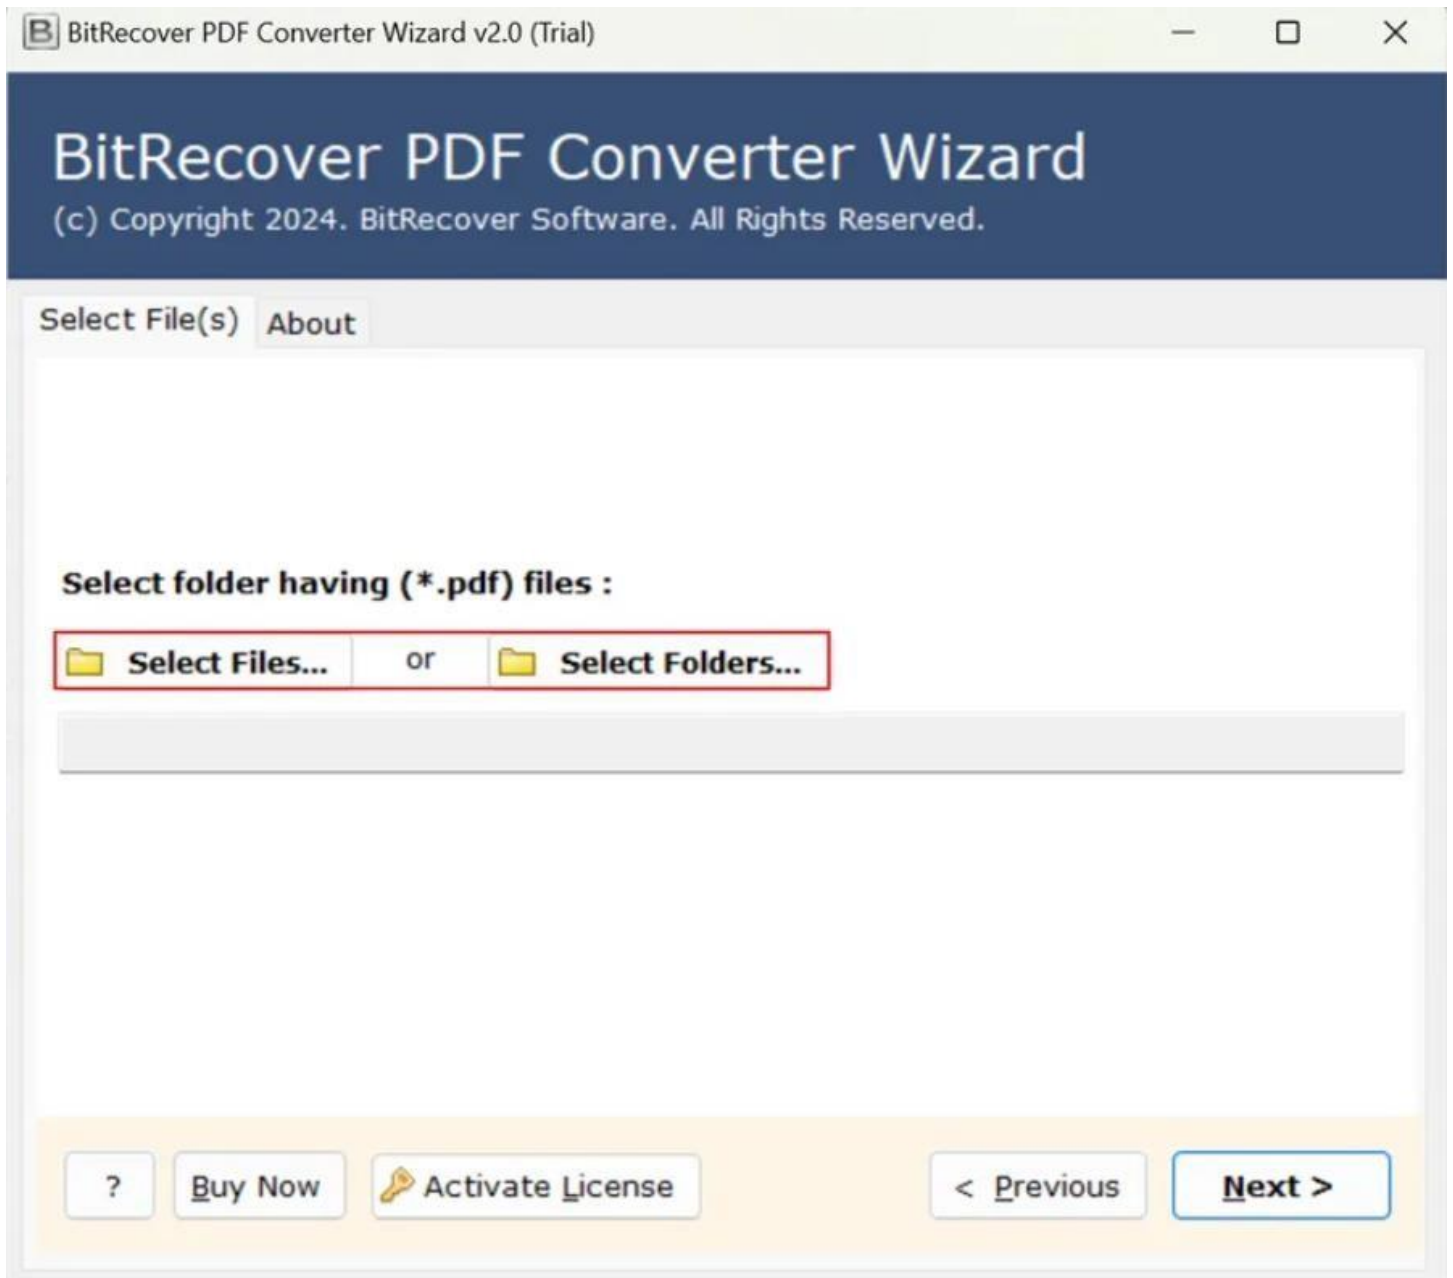 BitRecover PDF Converter Wizard v2.0 (Trial)
BitRecover PDF Converter Wizard
(c) Copyright 2024. BitRecover Software. All Rights Reserved.
Select File(s) About
Select folder having (*.pdf) files :
Select Files... or Select Folders...
? Buy Now Activate License < Previous Next >